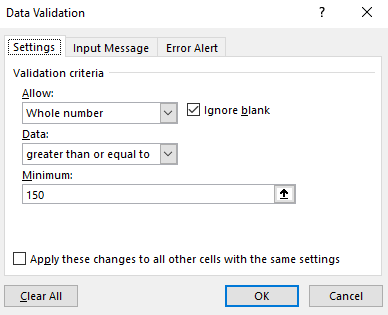 Data Validation ? ×
Settings Input Message Error Alert
Validation criteria
Allow:
Whole number Ignore blank
Data:
greater than or equal to
Minimum:
150
Apply these changes to all other cells with the same settings
Clear All OK Cancel